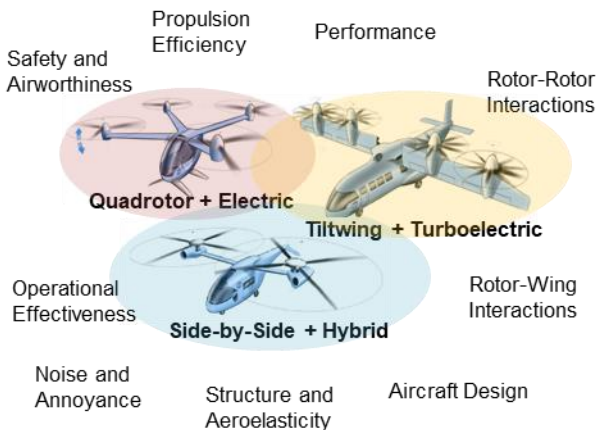 Propulsion
Efficiency
Performance
Safety and
Airworthiness
Rotor-Rotor
Interactions
Quadrotor + Electric
Tiltwing + Turboelectric
Operational
Effectiveness
Rotor-Wing
Interactions
Side-by-Side + Hybrid
Noise and
Annoyance
Structure and
Aeroelasticity
Aircraft Design